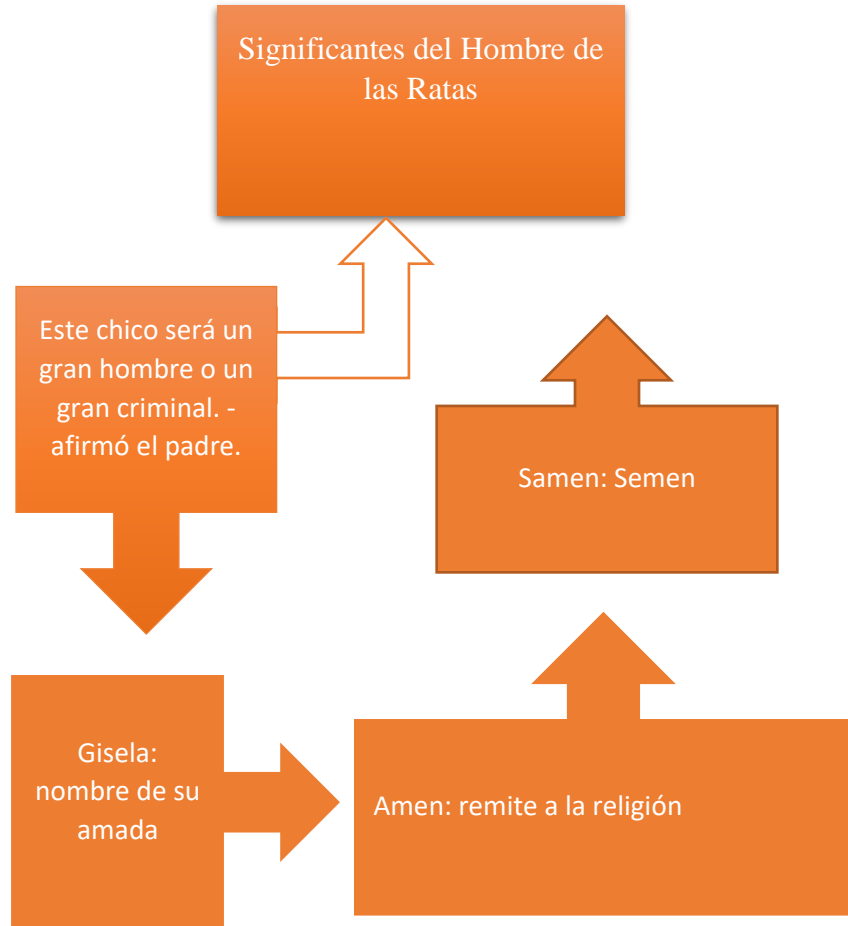 Significantes del Hombre de
las Ratas
Este chico será un
gran hombre o un
gran criminal. -
afirmó el padre.
Samen: Semen
Gisela:
nombre de su
amada
Amen: remite a la religión